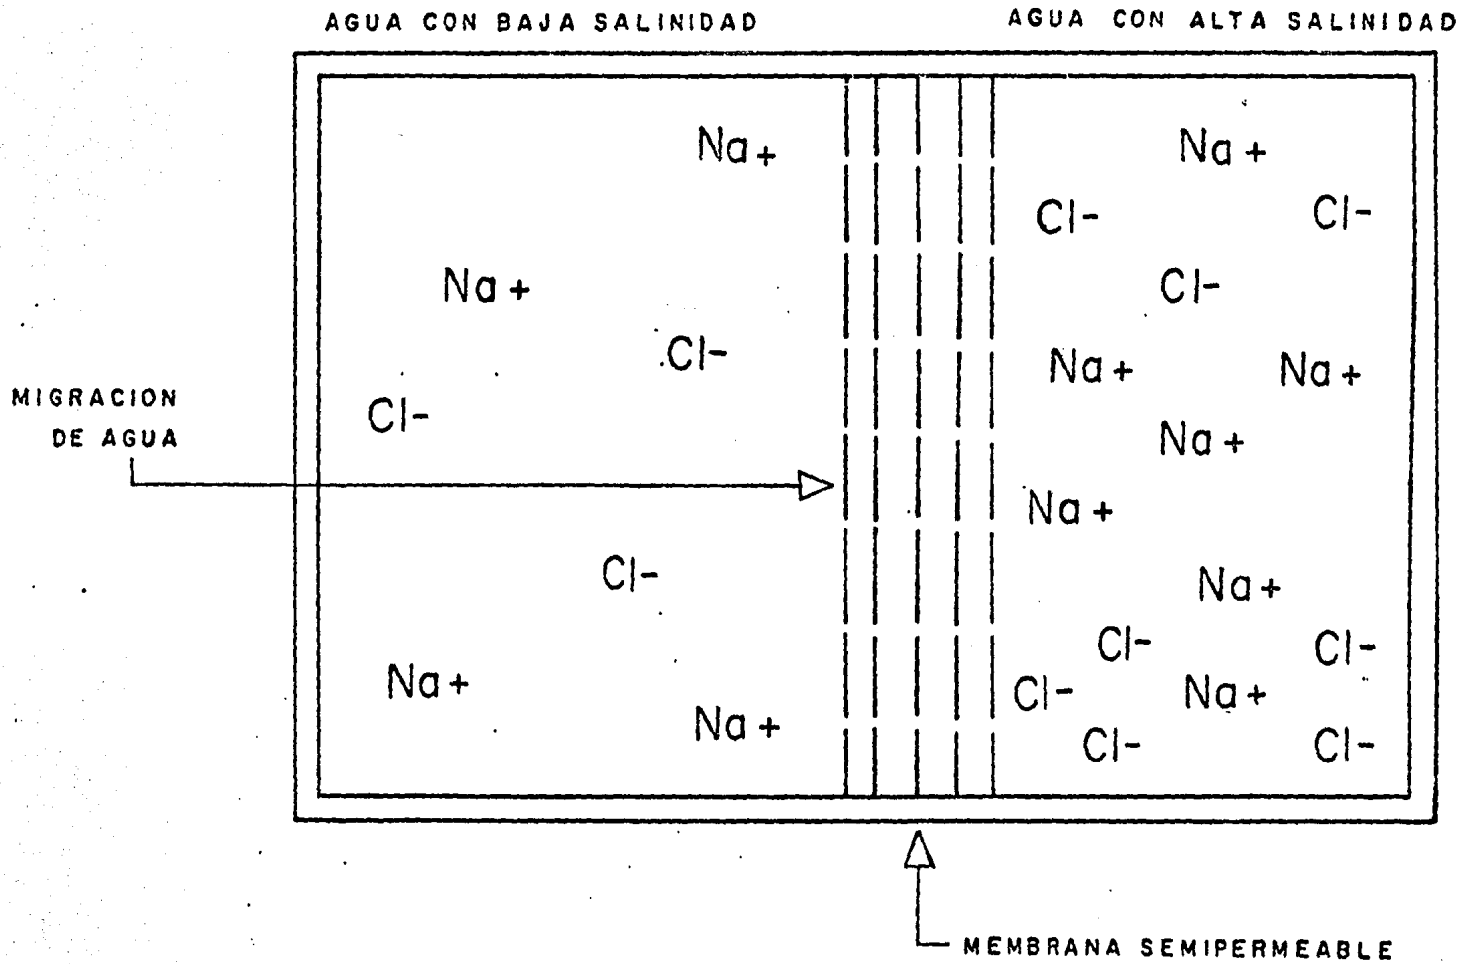 AGUA CON BAJA SALINIDAD
AGUA CON ALTA SALINIDAD
Na+
Na+
Cl-
Cl-
Cl-
Na+
Na+
Na+
Cl-
Cl-
Cl-
Na+
Na+
Na+
Na+
Na+
Cl-
Cl-
Cl-
Na+
Cl-
Cl-
MIGRACION
DE AGUA
MEMBRANA SEMIPERMEABLE